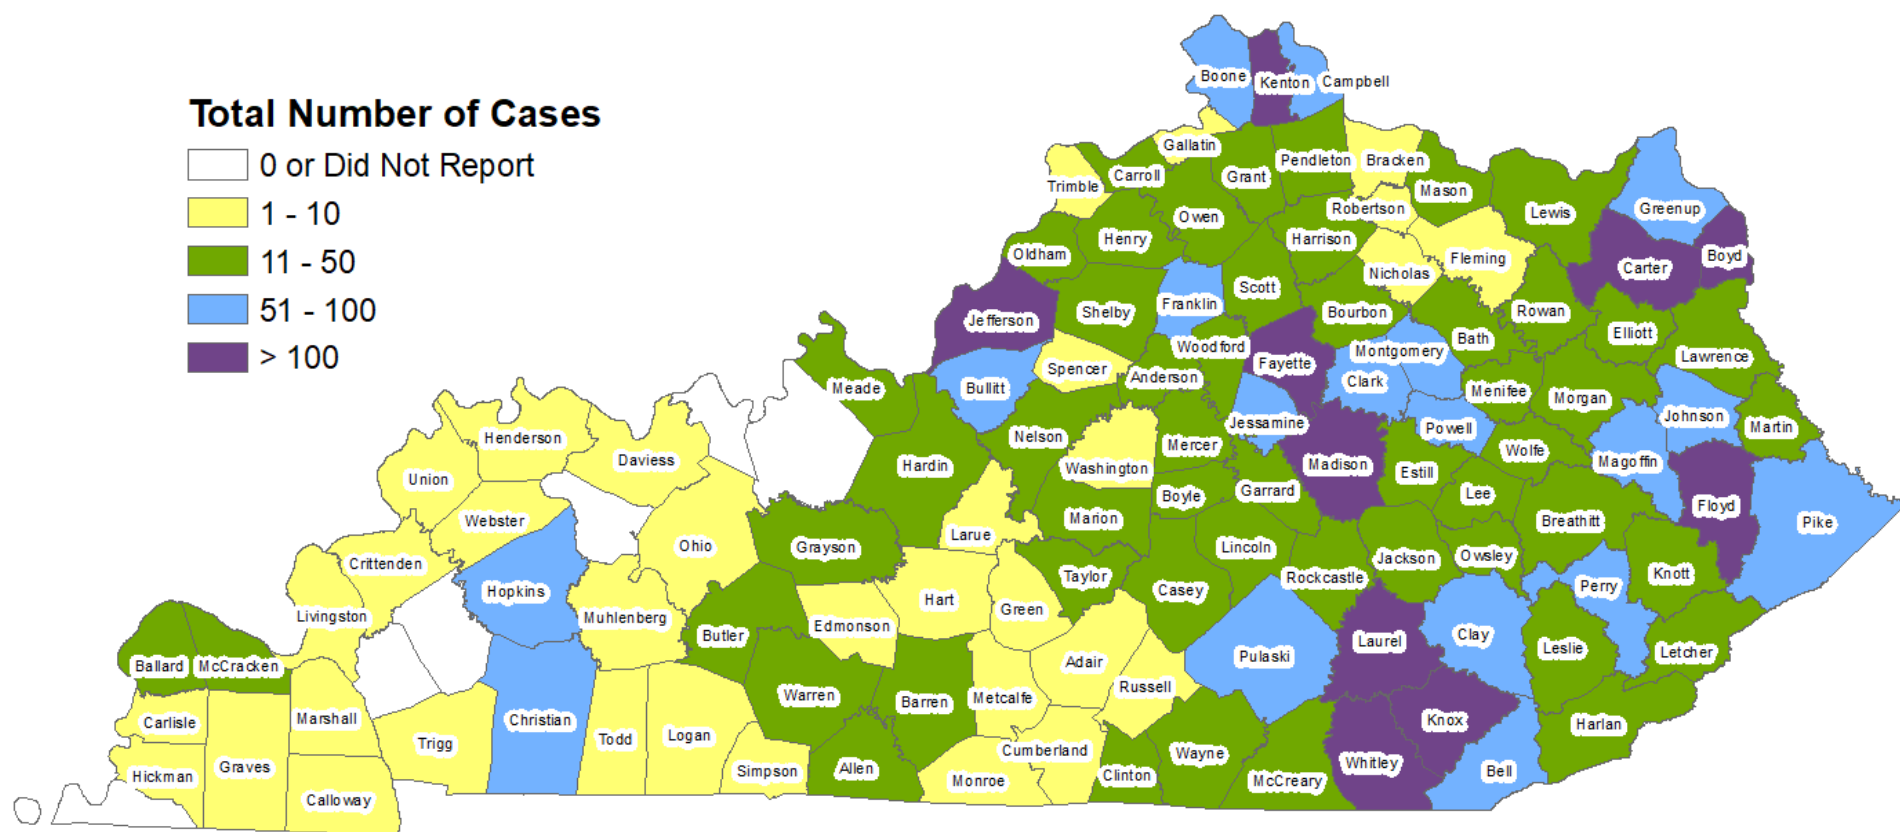 Total Number of Cases
0 or Did Not Report
1 - 10
11 - 50
51 - 100
> 100
Boone
Kenton
Campbell
Gallatin
Pendleton
Bracken
Trimble
Carroll
Grant
Mason
Owen
Robertson
Lewis
Greenup
Henry
Harrison
Oldham
Nicholas
Fleming
Carter
Boyd
Jefferson
Shelby
Franklin
Scott
Bourbon
Rowan
Elliott
Woodford
Fayette
Montgomery
Bath
Lawrence
Meade
Bullitt
Spencer
Anderson
Clark
Menifee
Morgan
Henderson
Daviess
Nelson
Jessamine
Powell
Johnson
Martin
Union
Hardin
Washington
Mercer
Madison
Estill
Wolfe
Magoffin
Webster
Larue
Marion
Boyle
Garrard
Lee
Breathitt
Floyd
Pike
Crittenden
Ohio
Grayson
Lincoln
Jackson
Owsley
Hopkins
Taylor
Casey
Rockcastle
Perry
Knott
Livingston
Muhlenberg
Butler
Edmonson
Hart
Green
Laurel
Clay
Leslie
Letcher
Ballard
McCracken
Adair
Pulaski
Warren
Barren
Metcalfe
Russell
Carlisle
Marshall
Christian
Knox
Harlan
Trigg
Todd
Logan
Cumberland
Wayne
Hickman
Graves
Simpson
Allen
Monroe
Clinton
McCreary
Whitley
Bell
Calloway